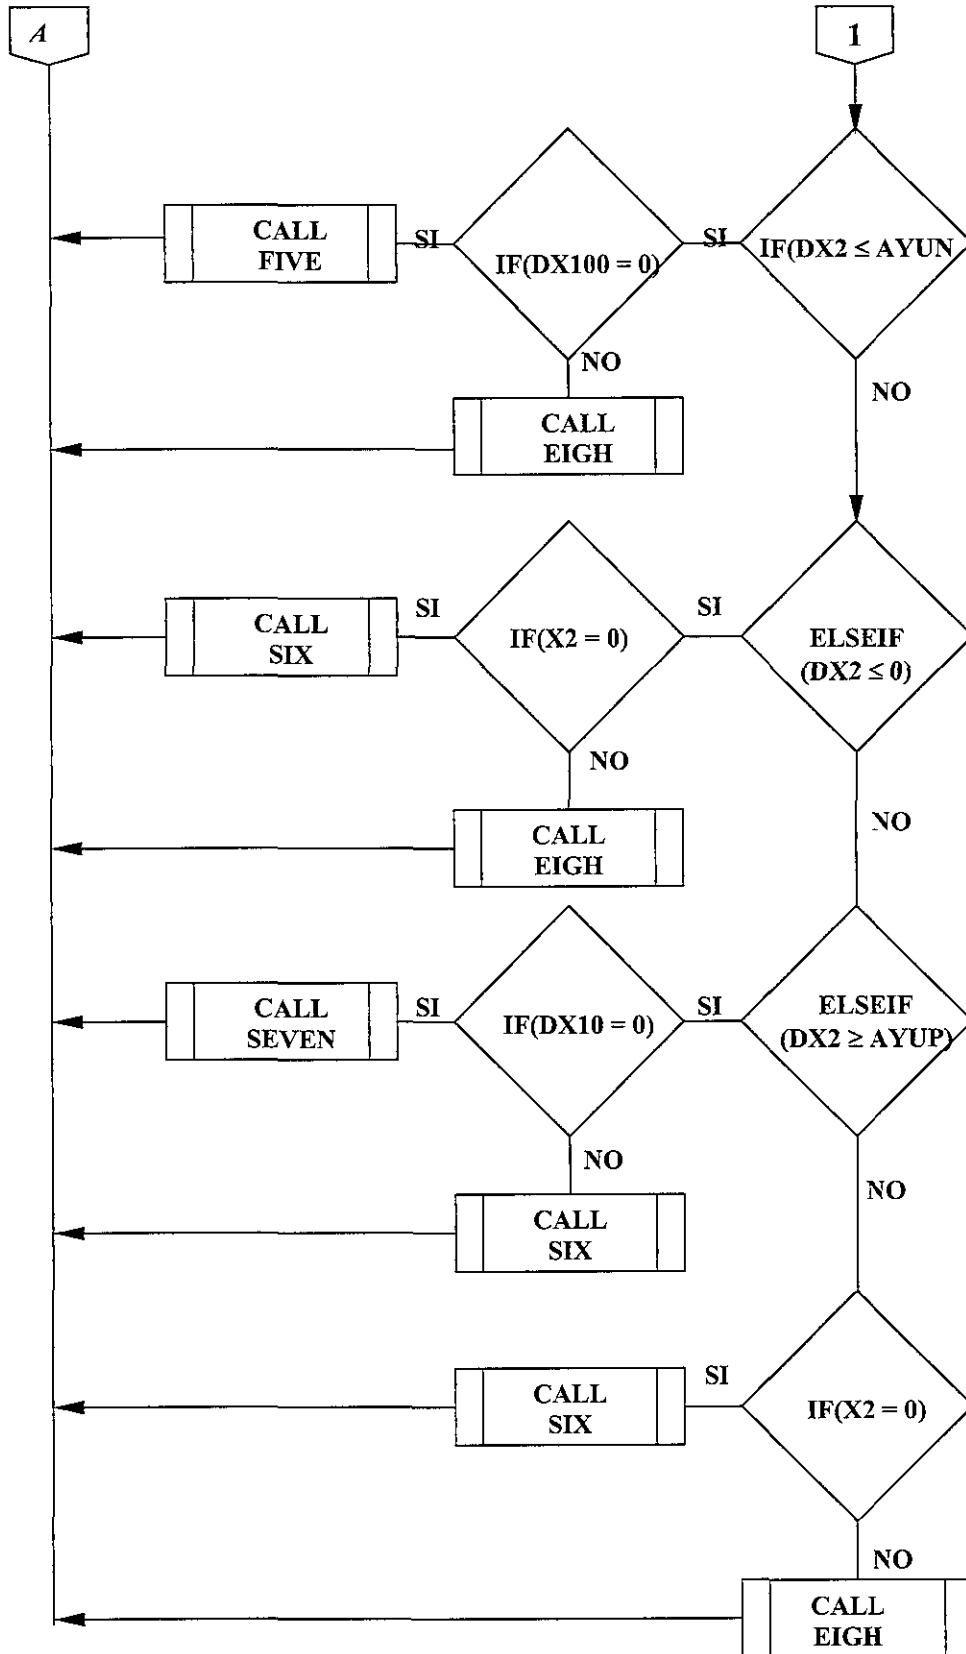 A
1
CALL
FIVE
SI
IF(DX100 = 0)
SI
IF(DX2 ≤ AYUN
NO
CALL
EIGH
NO
CALL
SIX
SI
IF(X2 = 0)
SI
ELSEIF
(DX2 ≤ 0)
NO
CALL
EIGH
NO
CALL
SEVEN
SI
IF(DX10 = 0)
SI
ELSEIF
(DX2 ≥ AYUP)
NO
CALL
SIX
NO
CALL
SIX
SI
IF(X2 = 0)
NO
CALL
EIGH